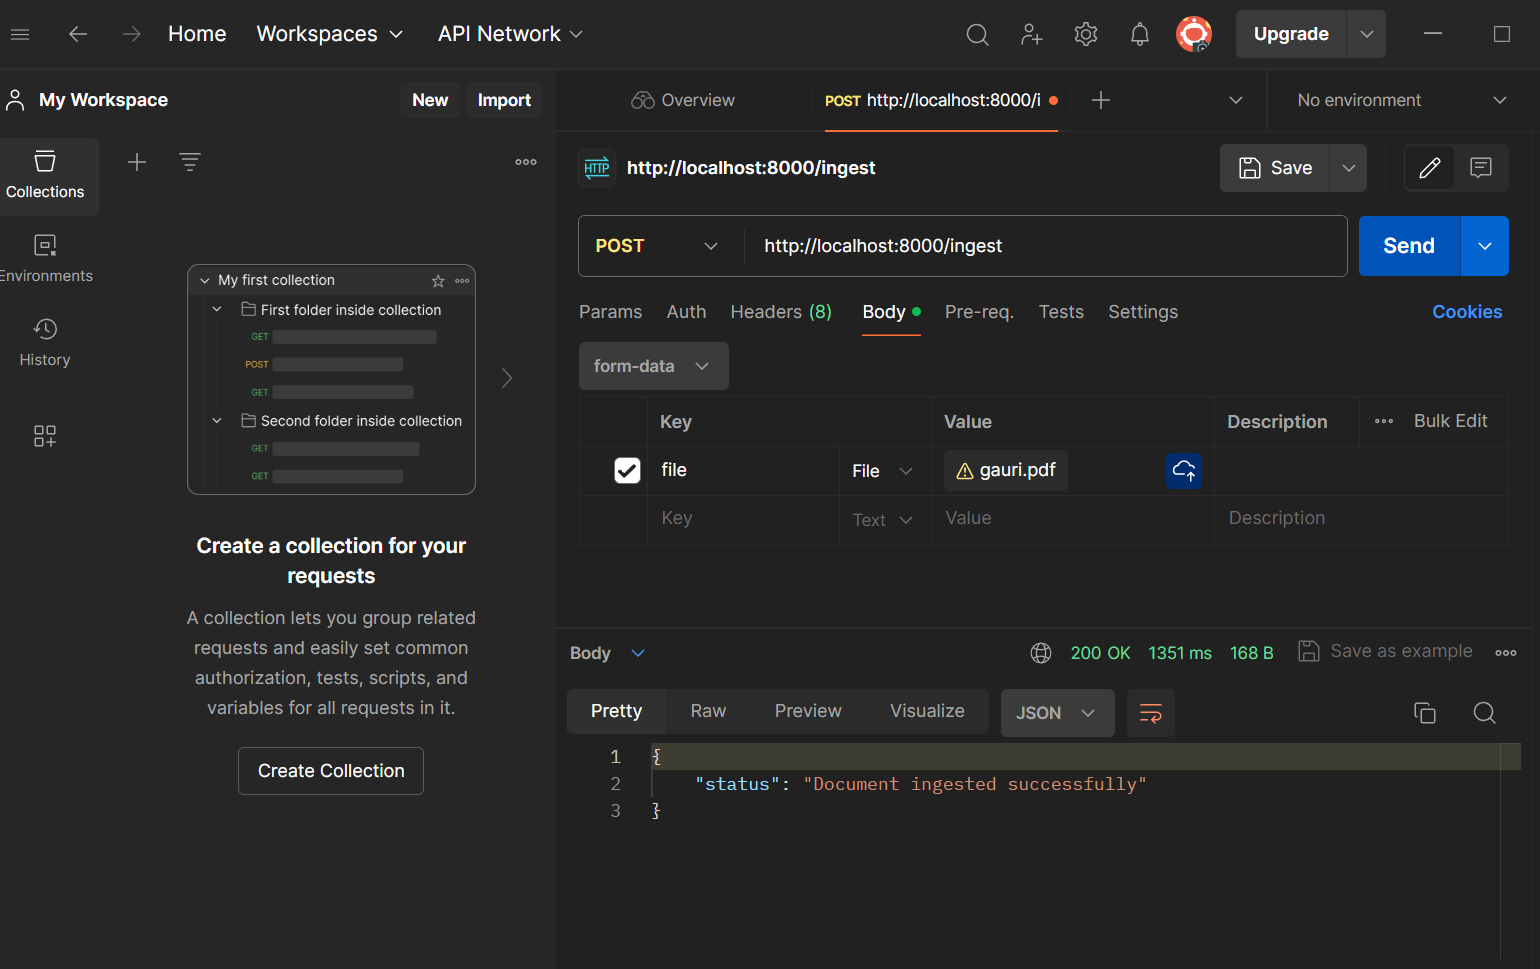 Home Workspaces API Network Upgrade
My Workspace New Import
Overview POST http://localhost:8000/i No environment
Collections
Environments
History
My first collection
First folder inside collection
GET
POST
GET
Second folder inside collection
GET
GET
Create a collection for your
requests
A collection lets you group related
requests and easily set common
authorization, tests, scripts, and
variables for all requests in it.
Create Collection
HTTP http://localhost:8000/ingest Save
POST http://localhost:8000/ingest Send
Params Auth Headers (8) Body Pre-req. Tests Settings Cookies
form-data
Key Value Description Bulk Edit
file File gauri.pdf
Key Text Value Description
Body 200 OK 1351 ms 168 B Save as example
Pretty Raw Preview Visualize JSON
1 {
2 "status": "Document ingested successfully"
3 }